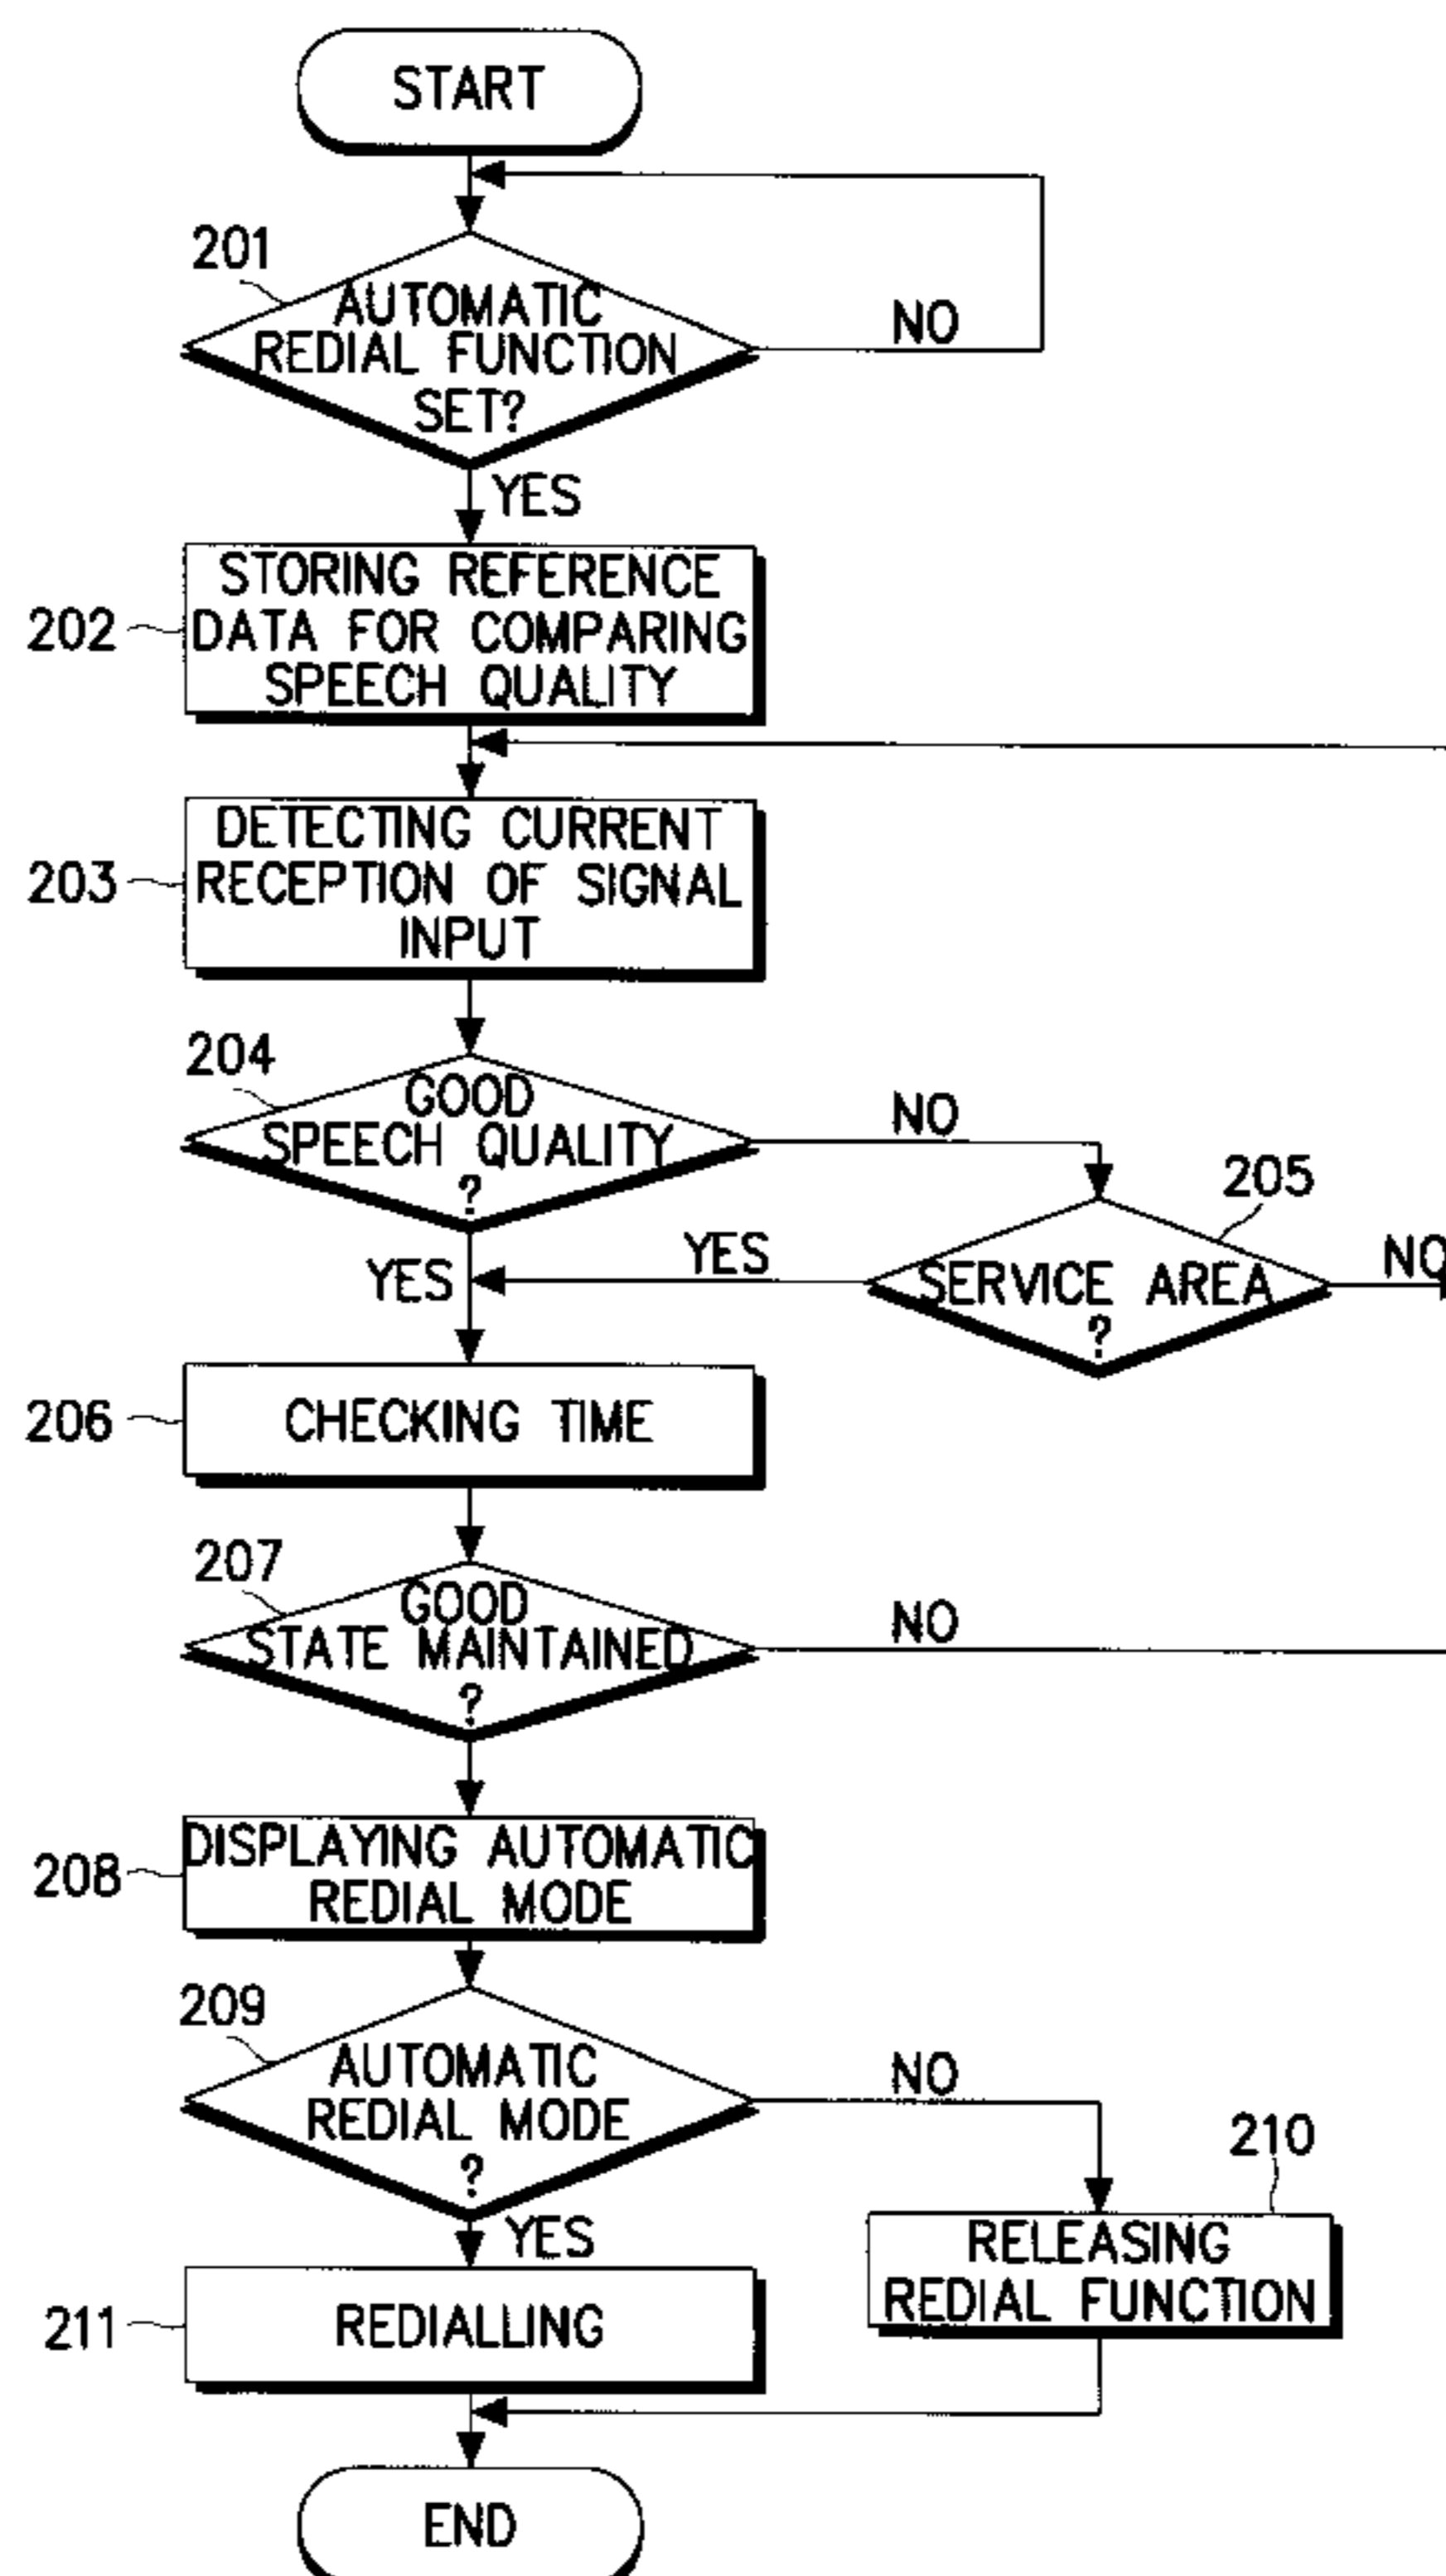 START
201
AUTOMATIC
REDIAL FUNCTION
SET?
NO
YES
STORING REFERENCE
DATA FOR COMPARING
SPEECH QUALITY
202
DETECTING CURRENT
RECEPTION OF SIGNAL
INPUT
203
204
GOOD
SPEECH QUALITY
?
NO
205
YES
YES
SERVICE AREA
?
NO
206
CHECKING TIME
207
GOOD
STATE MAINTAINED
?
NO
208
DISPLAYING AUTOMATIC
REDIAL MODE
209
AUTOMATIC
REDIAL MODE
?
NO
210
RELEASING
REDIAL FUNCTION
YES
211
REDIALLING
END